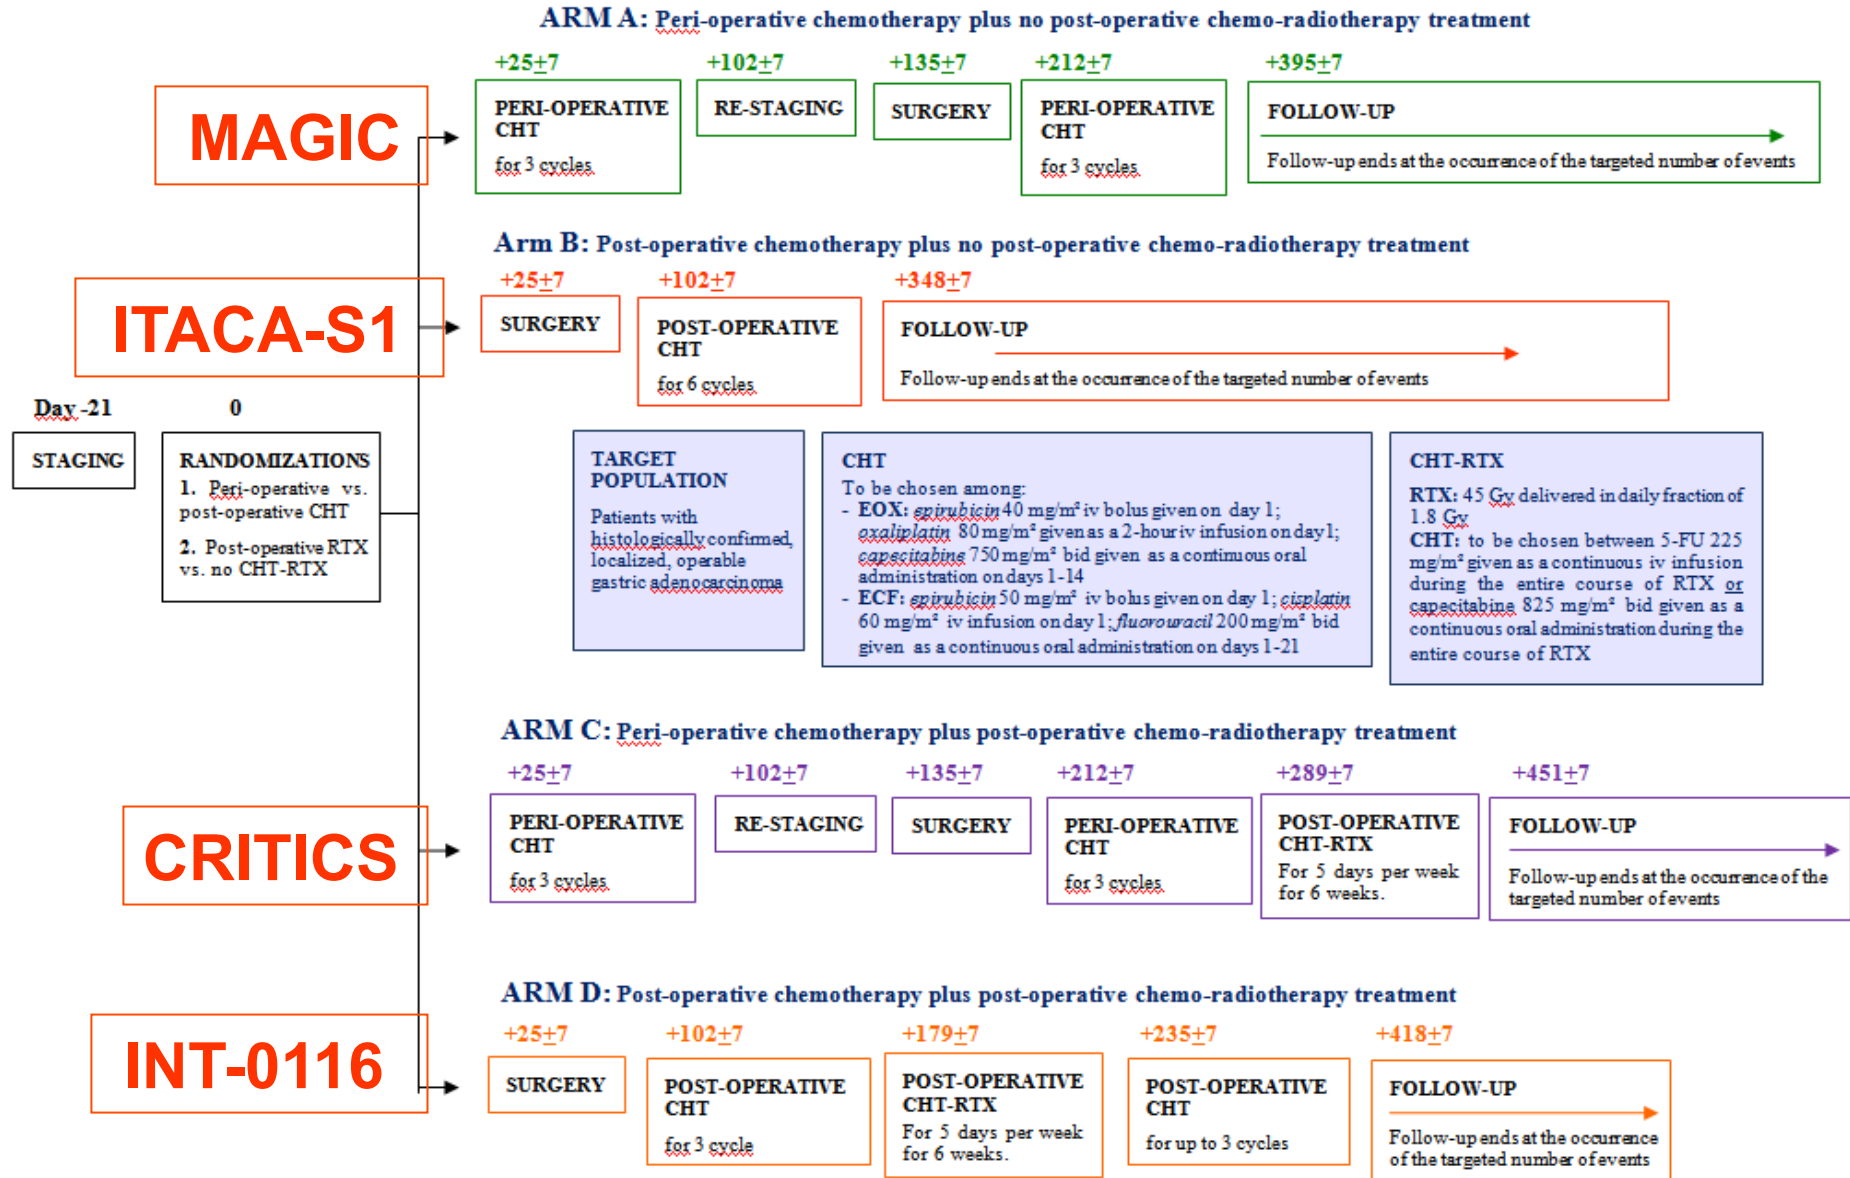 ARM A: Peri-operative chemotherapy plus no post-operative chemo-radiotherapy treatment
+25±7
+102±7
+135±7
+212±7
+395±7
MAGIC
PERI-OPERATIVE
CHT
for 3 cycles
RE-STAGING
SURGERY
PERI-OPERATIVE
CHT
for 3 cycles
FOLLOW-UP
Follow-up ends at the occurrence of the targeted number of events
Arm B: Post-operative chemotherapy plus no post-operative chemo-radiotherapy treatment
+25±7
+102±7
+348±7
ITACA-S1
SURGERY
POST-OPERATIVE
CHT
for 6 cycles
FOLLOW-UP
Follow-up ends at the occurrence of the targeted number of events
Day -21
0
STAGING
RANDOMIZATIONS
1. Peri-operative vs.
post-operative CHT
2. Post-operative RTX
vs. no CHT-RTX
TARGET
POPULATION
Patients with
histologically confirmed,
localized, operable
gastric adenocarcinoma
CHT
To be chosen among:
- EOX: epirubicin 40 mg/m² iv bolus given on day 1;
oxaliplatin 80 mg/m² given as a 2-hour iv infusion on day 1;
capecitabine 750 mg/m² bid given as a continuous oral
administration on days 1-14
- ECF: epirubicin 50 mg/m² iv bolus given on day 1; cisplatin
60 mg/m² iv infusion on day 1; fluorouracil 200 mg/m² bid
given as a continuous oral administration on days 1-21
CHT-RTX
RTX: 45 Gy delivered in daily fraction of
1.8 Gy
CHT: to be chosen between 5-FU 225
mg/m² given as a continuous iv infusion
during the entire course of RTX or
capecitabine 825 mg/m² bid given as a
continuous oral administration during the
entire course of RTX
ARM C: Peri-operative chemotherapy plus post-operative chemo-radiotherapy treatment
+25±7
+102±7
+135±7
+212±7
+289±7
+451±7
CRITICS
PERI-OPERATIVE
CHT
for 3 cycles
RE-STAGING
SURGERY
PERI-OPERATIVE
CHT
for 3 cycles
POST-OPERATIVE
CHT-RTX
For 5 days per week
for 6 weeks.
FOLLOW-UP
Follow-up ends at the occurrence of the
targeted number of events
ARM D: Post-operative chemotherapy plus post-operative chemo-radiotherapy treatment
+25±7
+102±7
+179±7
+235±7
+418±7
INT-0116
SURGERY
POST-OPERATIVE
CHT
for 3 cycle
POST-OPERATIVE
CHT-RTX
For 5 days per week
for 6 weeks.
POST-OPERATIVE
CHT
for up to 3 cycles
FOLLOW-UP
Follow-up ends at the occurrence
of the targeted number of events